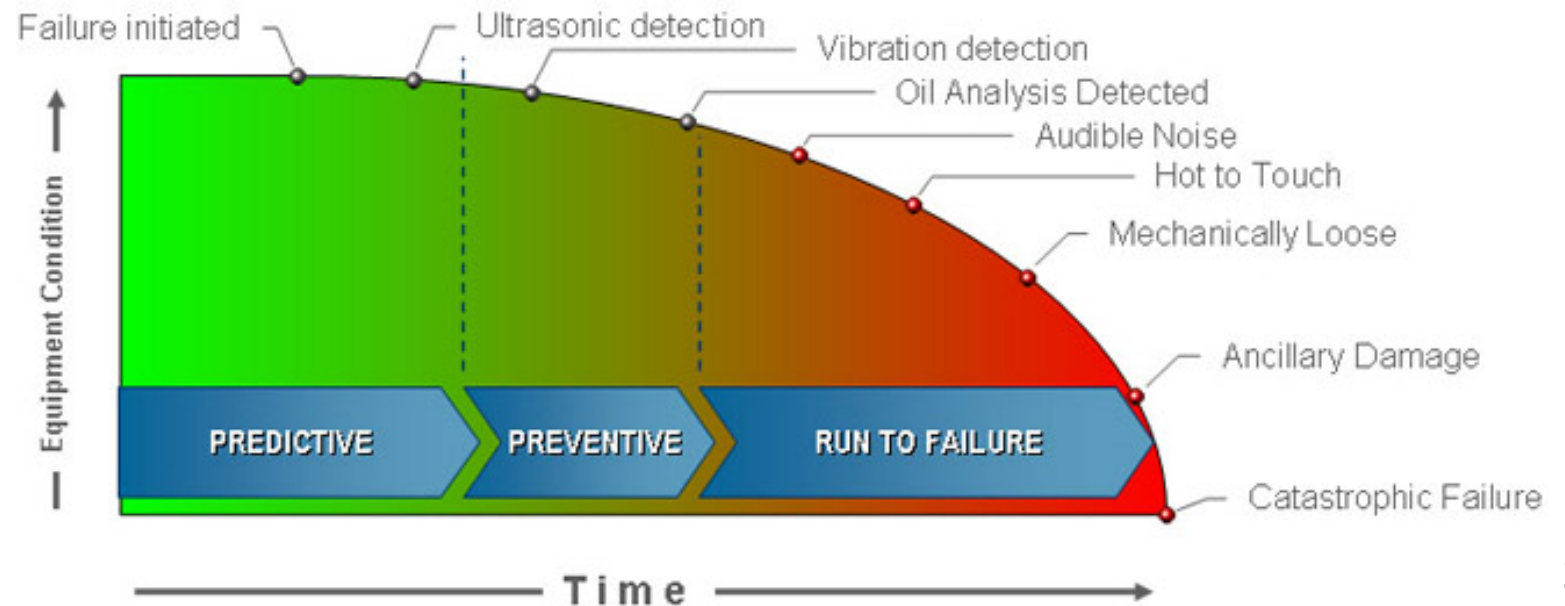 Failure initiated
Ultrasonic detection
Vibration detection
Oil Analysis Detected
Audible Noise
Hot to Touch
Mechanically Loose
Ancillary Damage
Catastrophic Failure
Equipment Condition
PREDICTIVE
PREVENTIVE
RUN TO FAILURE
Time